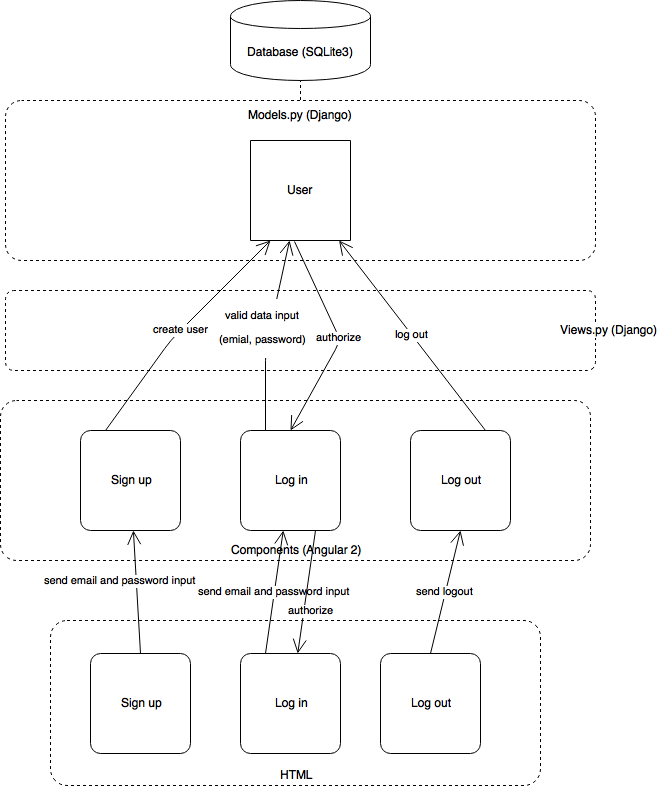 Database (SQLite3)
Models.py (Django)
User
valid data input
create user
(emial, password)
authorize
log out
Views.py (Django)
Sign up
Log in
Log out
Components (Angular 2)
send email and password input
send email and password input
send logout
authorize
Sign up
Log in
Log out
HTML